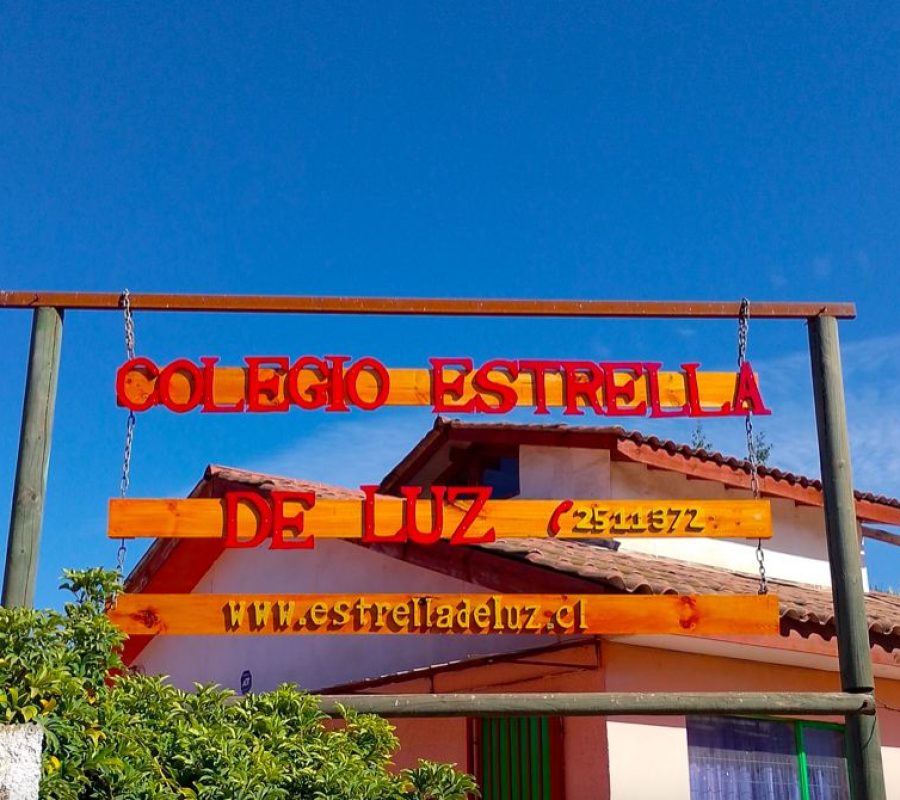 COLEGIO ESTRELLA
DE LUZ 2511372
www.estrelladeluz.cl